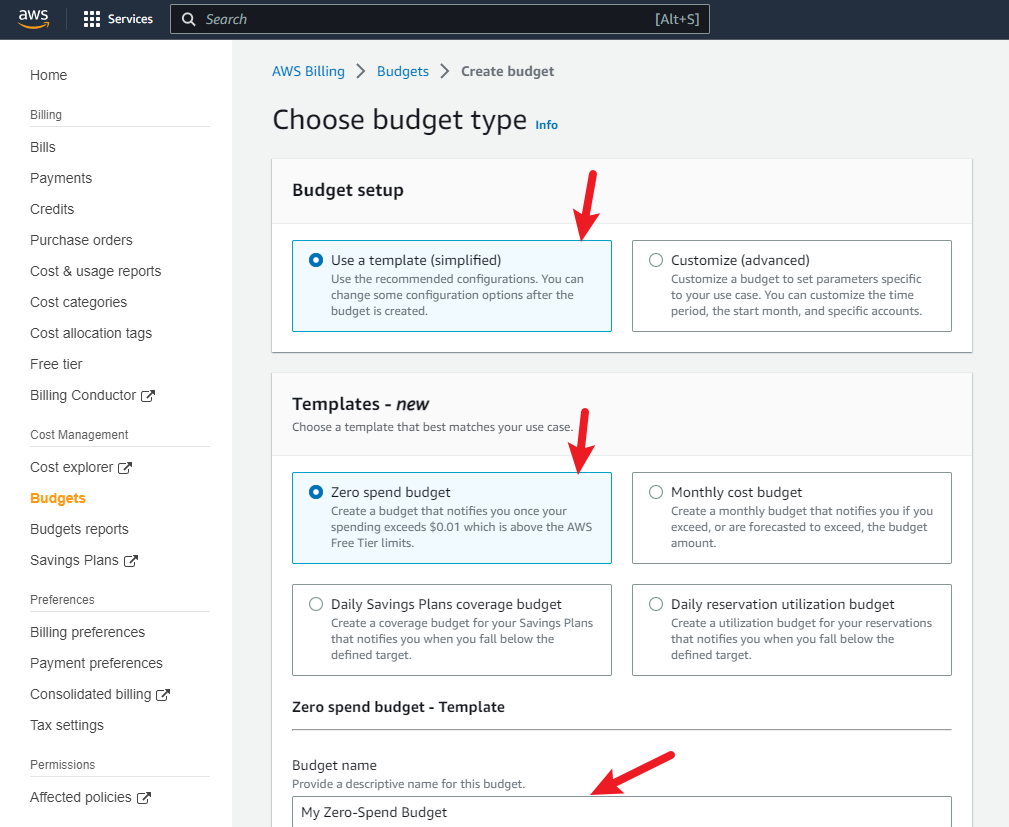 aws
Services
Search
[Alt+S]
Home
Billing
Bills
Payments
Credits
Purchase orders
Cost & usage reports
Cost categories
Cost allocation tags
Free tier
Billing Conductor
Cost Management
Cost explorer
Budgets
Budgets reports
Savings Plans
Preferences
Billing preferences
Payment preferences
Consolidated billing
Tax settings
Permissions
Affected policies
AWS Billing
Budgets
Create budget
Choose budget type Info
Budget setup
Use a template (simplified)
Use the recommended configurations. You can
change some configuration options after the
budget is created.
Customize (advanced)
Customize a budget to set parameters specific
to your use case. You can customize the time
period, the start month, and specific accounts.
Templates - new
Choose a template that best matches your use case.
Zero spend budget
Create a budget that notifies you once your
spending exceeds $0.01 which is above the AWS
Free Tier limits.
Monthly cost budget
Create a monthly budget that notifies you if you
exceed, or are forecasted to exceed, the budget
amount.
Daily Savings Plans coverage budget
Create a coverage budget for your Savings Plans
that notifies you when you fall below the
defined target.
Daily reservation utilization budget
Create a utilization budget for your reservations
that notifies you when you fall below the
defined target.
Zero spend budget - Template
Budget name
Provide a descriptive name for this budget.
My Zero-Spend Budget